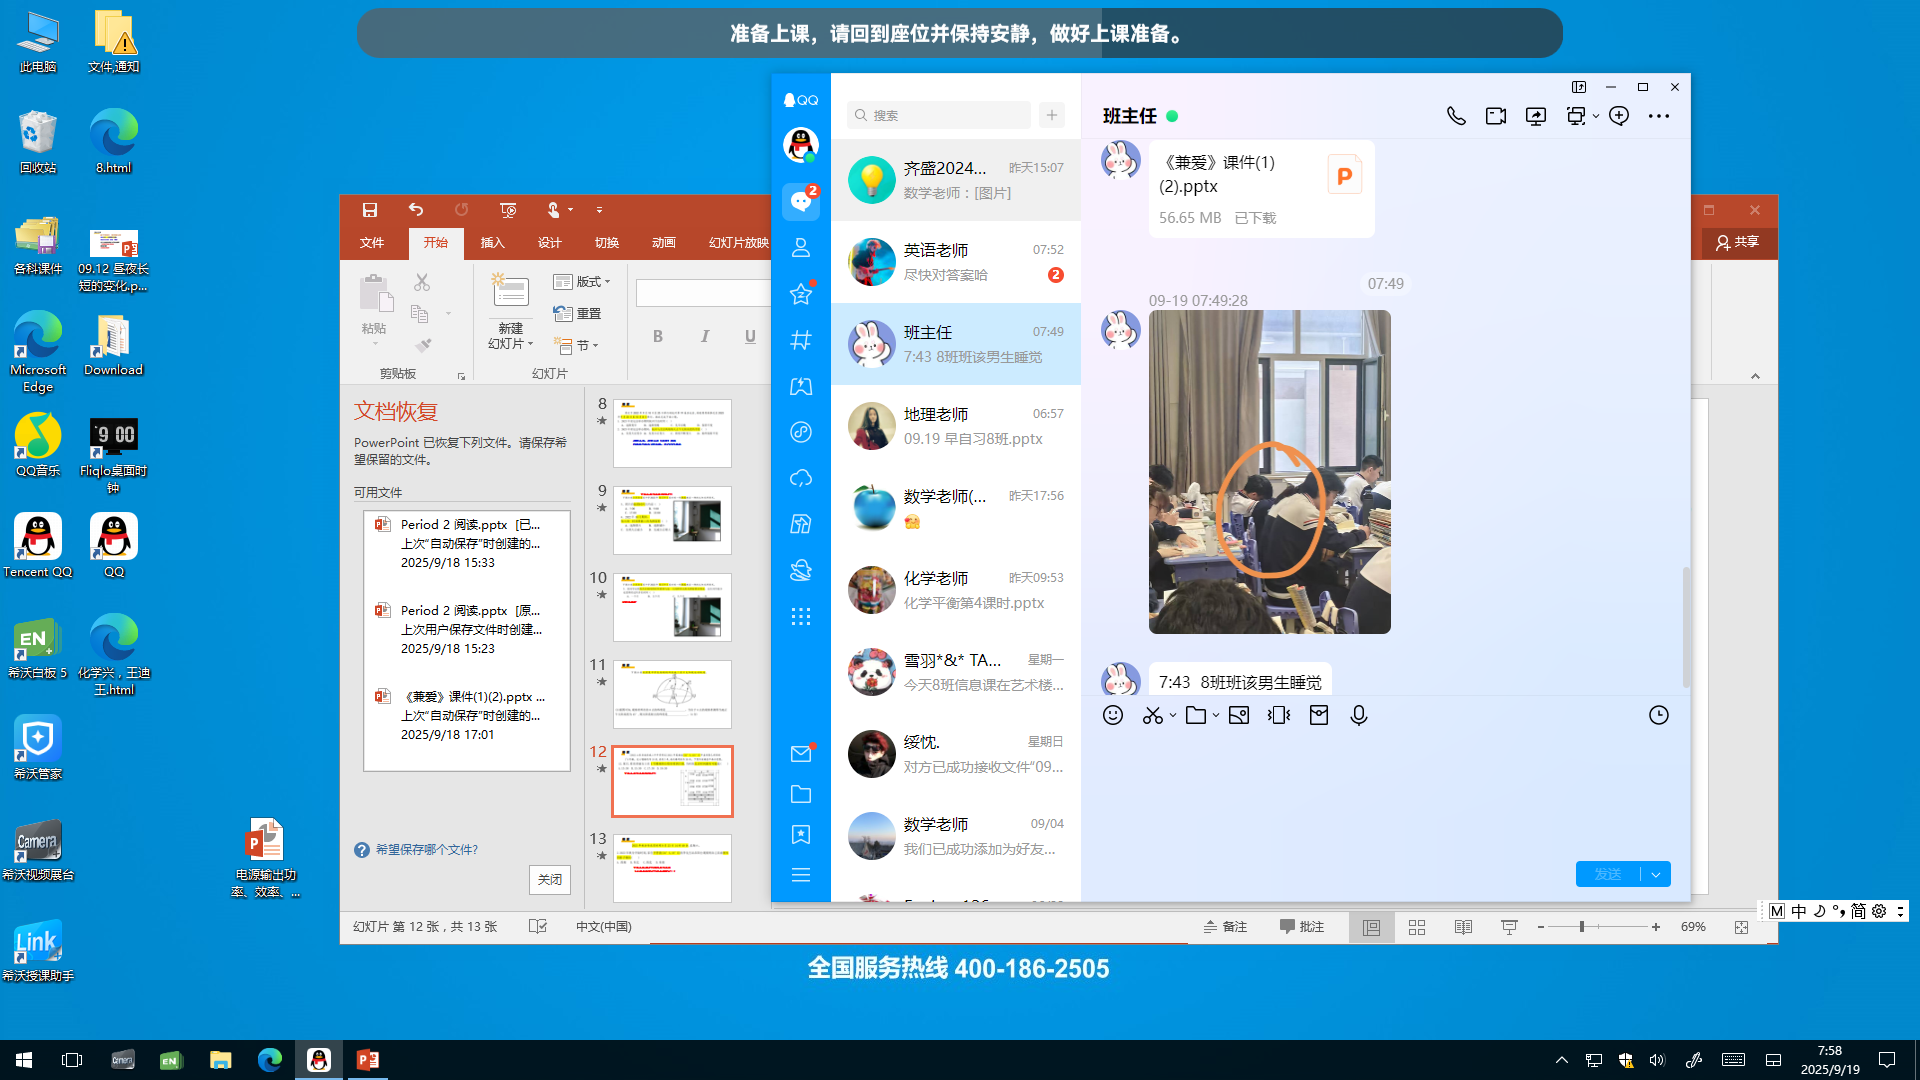 准备上课，请回到座位并保持安静，做好上课准备。
此电脑
文件,通知
回收站
8.html
各科课件
09.12 昼夜长
短的变化.p...
Microsoft
Edge
Download
QQ音乐
9 00
Fliqlo桌面时
钟
Tencent QQ
QQ
EN
希沃白板 5
化学兴，王迪
王.html
希沃管家
Camera
希沃视频展台
电源输出功
率、效率、...
Link
希沃授课助手
文件
开始
插入
设计
切换
动画
幻灯片放映
共享
粘贴
新建
幻灯片
版式
重置
节
B I U
剪贴板
幻灯片
文档恢复
PowerPoint 已恢复下列文件。请保存希
望保留的文件。
可用文件
Period 2 阅读.pptx [已...
上次“自动保存”时创建的...
2025/9/18 15:33
Period 2 阅读.pptx [原...
上次用户保存文件时创建...
2025/9/18 15:23
《兼爱》课件(1)(2).pptx ...
上次“自动保存”时创建的...
2025/9/18 17:01
希望保存哪个文件?
关闭
8
9
10
11
12
13
幻灯片 第 12 张，共 13 张
中文(中国)
备注
批注
69%
QQ
2
搜索
齐盛2024...
昨天15:07
数学老师：[图片]
英语老师
07:52
尽快对答案哈
2
班主任
07:49
7:43 8班班该男生睡觉
地理老师
06:57
09.19 早自习8班.pptx
数学老师(...
昨天17:56
化学老师
昨天09:53
化学平衡第4课时.pptx
雪羽*&* TA...
星期一
今天8班信息课在艺术楼...
绥忱.
星期日
对方已成功接收文件“09...
数学老师
09/04
我们已成功添加为好友...
班主任
《兼爱》课件(1)
(2).pptx
P
56.65 MB 已下载
07:49
09-19 07:49:28
7:43 8班班该男生睡觉
发送
M 中 简
全国服务热线 400-186-2505
Camera
EN
7:58
2025/9/19